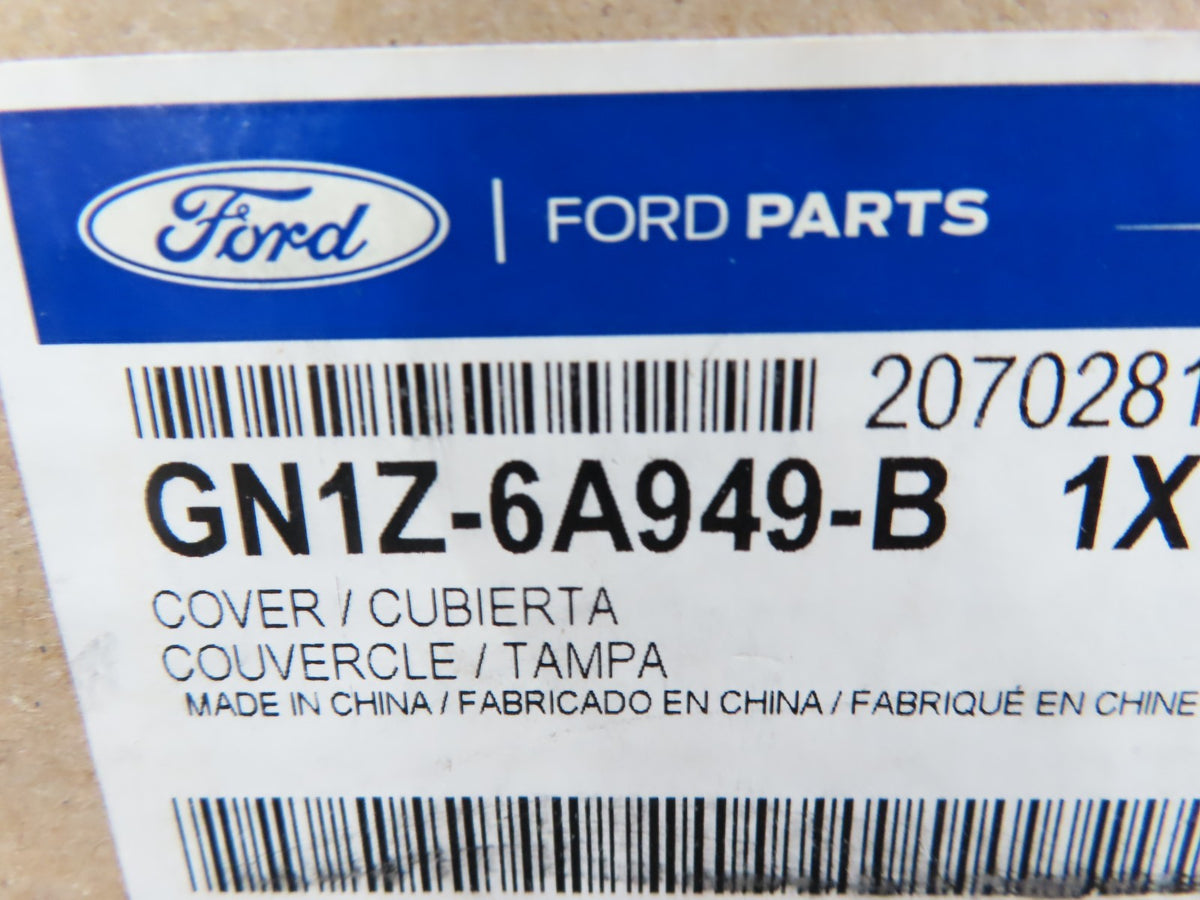 Ford | FORD PARTS
2070281
GN1Z-6A949-B 1X
COVER / CUBIERTA
COUVERCLE / TAMPA
MADE IN CHINA / FABRICADO EN CHINA / FABRIQUÉ EN CHINE